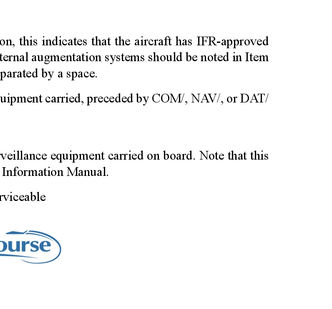 on, this indicates that the aircraft has IFR-approved
ternal augmentation systems should be noted in Item
parated by a space.
quipment carried, preceded by COM/, NAV/, or DAT/
veillance equipment carried on board. Note that this
Information Manual.
rviceable
ourse